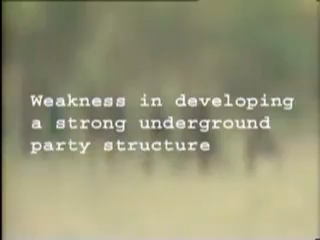 Weakness in developing
a strong underground
party structure